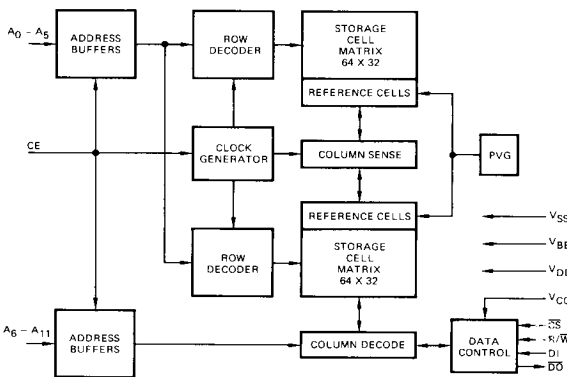 A0 - A5
ADDRESS
BUFFERS
ROW
DECODER
STORAGE
CELL
MATRIX
64 X 32
REFERENCE CELLS
CE
CLOCK
GENERATOR
COLUMN SENSE
PVG
REFERENCE CELLS
STORAGE
CELL
MATRIX
64 X 32
ROW
DECODER
VSS
VBB
VDD
VCC
A6 - A11
ADDRESS
BUFFERS
COLUMN DECODE
DATA
CONTROL
C̅S̅
R/W̅
DI
D̅O̅